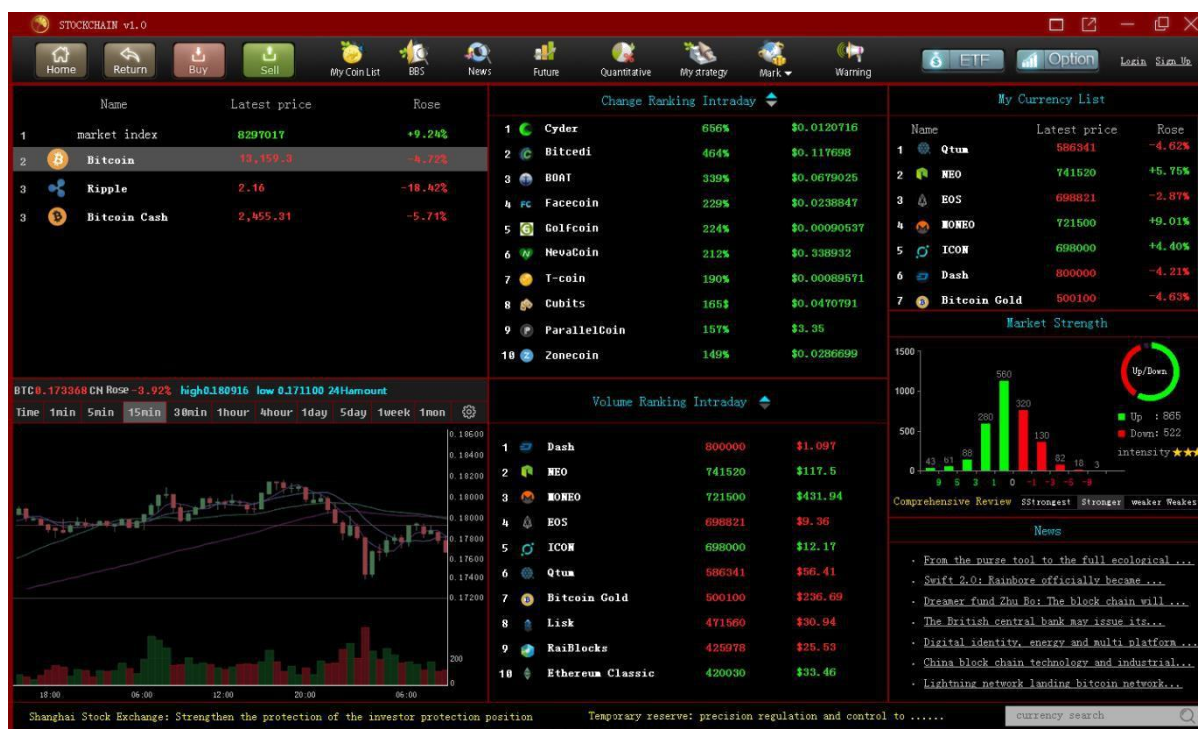 STOCKCHAIN v1.0
Home Return Buy Sell My Coin List BBS News Future Quantitative My strategy Mark Warning ETF Option Login Sign Up
Name Latest price Rose
1 market index 8297017 +9.24%
2 Bitcoin 13,159.3 -4.72%
3 Ripple 2.16 -18.42%
3 Bitcoin Cash 2,455.31 -5.71%
Change Ranking Intraday
1 Cyder 656% $0.0120716
2 Bitcedi 464% $0.117698
3 BOAT 339% $0.0679025
4 FC Facecoin 229% $0.0238847
5 Golfcoin 224% $0.00090537
6 NevaCoin 212% $0.338932
7 T-coin 190% $0.00089571
8 Cubits 165$ $0.0470791
9 ParallelCoin 157% $3.35
10 Zonecoin 149% $0.0286699
My Currency List
Name Latest price Rose
1 Qtum 586341 -4.62%
2 NEO 741520 +5.75%
3 EOS 698821 -2.87%
4 MONEO 721500 +9.01%
5 ICON 698000 +4.40%
6 Dash 800000 -4.21%
7 Bitcoin Gold 500100 -4.63%
Market Strength
1500
1000
500
0
43 61 88 280 560 320 130 82 18 3
9 5 3 1 0 -1 -3 -5 -9
Up/Down
Up : 865
Down: 522
intensity ★★★
Comprehensive Review SStrongest Stronger weaker Weakes
BTC0.173368 CN Rose -3.92% high0.180916 low 0.171100 24Hamount
Time 1min 5min 15min 30min 1hour 4hour 1day 5day 1week 1mon
0.18600
0.18400
0.18200
0.18000
0.18000
0.17800
0.17600
0.17400
0.17200
200
0
18:00 06:00 12:00 20:00 06:00
Volume Ranking Intraday
1 Dash 800000 $1.097
2 NEO 741520 $117.5
3 MONEO 721500 $431.94
4 EOS 698821 $9.36
5 ICON 698000 $12.17
6 Qtum 586341 $56.41
7 Bitcoin Gold 500100 $236.69
8 Lisk 471560 $30.94
9 RaiBlocks 425978 $25.53
10 Ethereum Classic 420030 $33.46
News
· From the purse tool to the full ecological ...
· Swift 2.0: Rainbore officially became ...
· Dreamer fund Zhu Bo: The block chain will ...
· The British central bank may issue its...
· Digital identity, energy and multi platform ...
· China block chain technology and industrial...
· Lightning network landing bitcoin network...
Shanghai Stock Exchange: Strengthen the protection of the investor protection position
Temporary reserve: precision regulation and control to ......
currency search